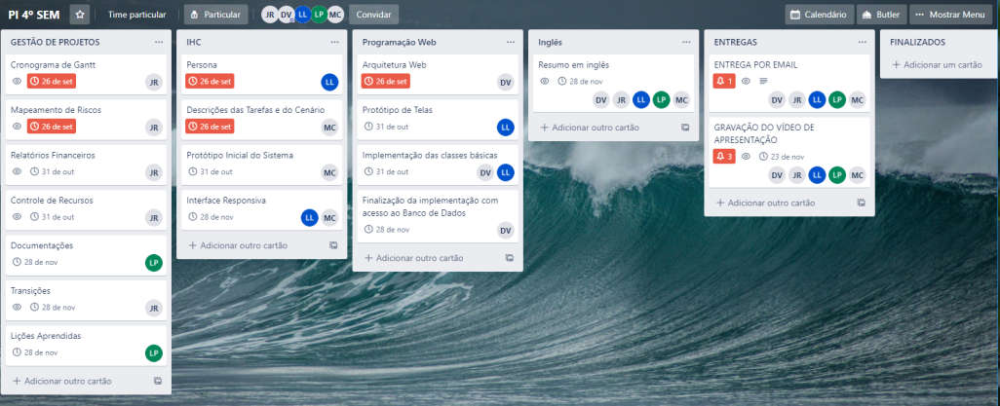 PI 4º SEM
Time particular
Particular
JR DV LL LP MC
Convidar
Calendário
Butler
Mostrar Menu
GESTÃO DE PROJETOS
Cronograma de Gantt
26 de set
JR
Mapeamento de Riscos
26 de set
JR
Relatórios Financeiros
31 de out
JR
Controle de Recursos
31 de out
JR
Documentações
28 de nov
LP
Transições
28 de nov
JR
Lições Aprendidas
28 de nov
LP
+ Adicionar outro cartão
IHC
Persona
26 de set
LL
Descrições das Tarefas e do Cenário
26 de set
MC
Protótipo Inicial do Sistema
31 de out
MC
Interface Responsiva
28 de nov
LL MC
+ Adicionar outro cartão
Programação Web
Arquitetura Web
26 de set
DV
Protótipo de Telas
31 de out
LL
Implementação das classes básicas
31 de out
DV LL
Finalização da implementação com
acesso ao Banco de Dados
28 de nov
DV
+ Adicionar outro cartão
Inglés
Resumo em inglês
28 de nov
DV JR LL LP MC
+ Adicionar outro cartão
ENTREGAS
ENTREGA POR EMAIL
1
DV JR LL LP MC
GRAVAÇÃO DO VÍDEO DE
APRESENTAÇÃO
3
23 de nov
DV JR LL LP MC
+ Adicionar outro cartão
FINALIZADOS
+ Adicionar um cartão